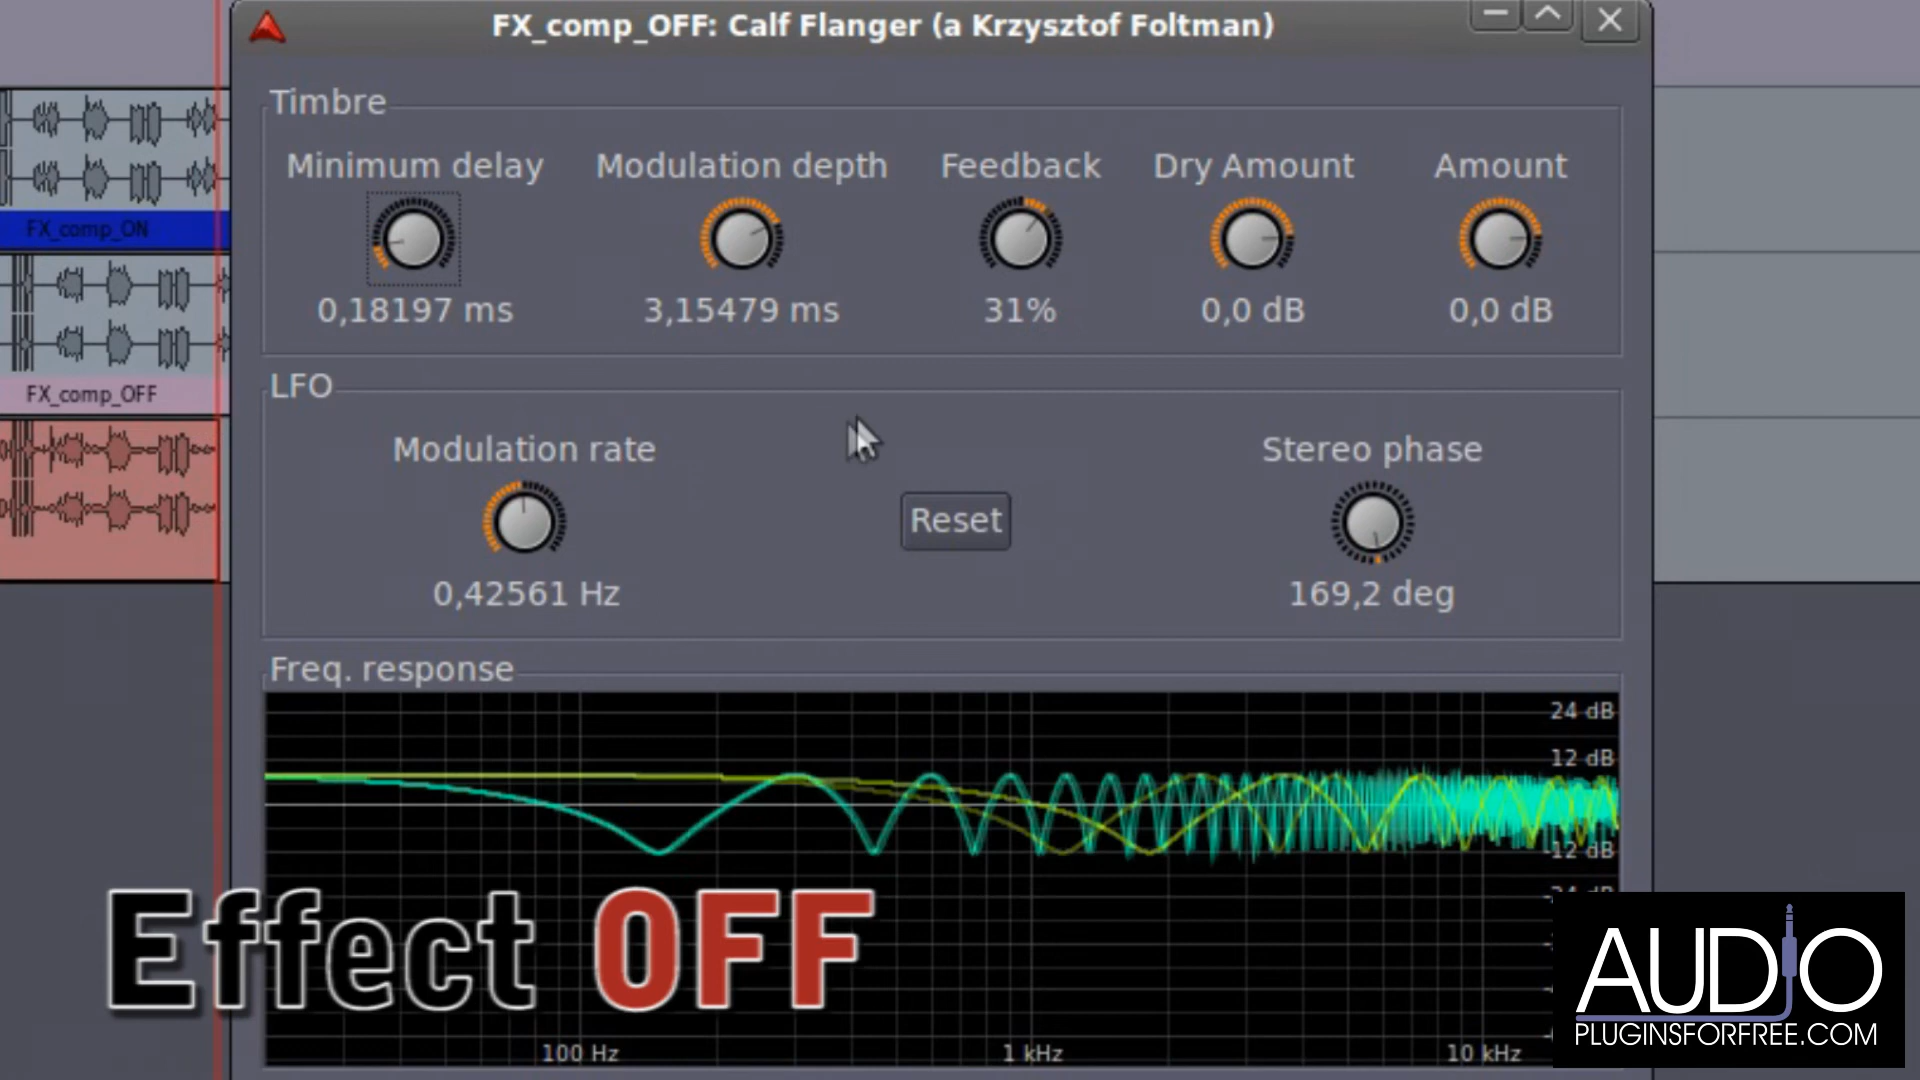 FX_comp_OFF: Calf Flanger (a Krzysztof Foltman)
Timbre
Minimum delay Modulation depth Feedback Dry Amount Amount
0,18197 ms 3,15479 ms 31% 0,0 dB 0,0 dB
FX_comp_ON
FX_comp_OFF
LFO
Modulation rate Stereo phase
Reset
0,42561 Hz 169,2 deg
Freq. response
24 dB
12 dB
-12 dB
-24 dB
Effect OFF
100 Hz 1 kHz 10 kHz
AUDIO
PLUGINSFORFREE.COM